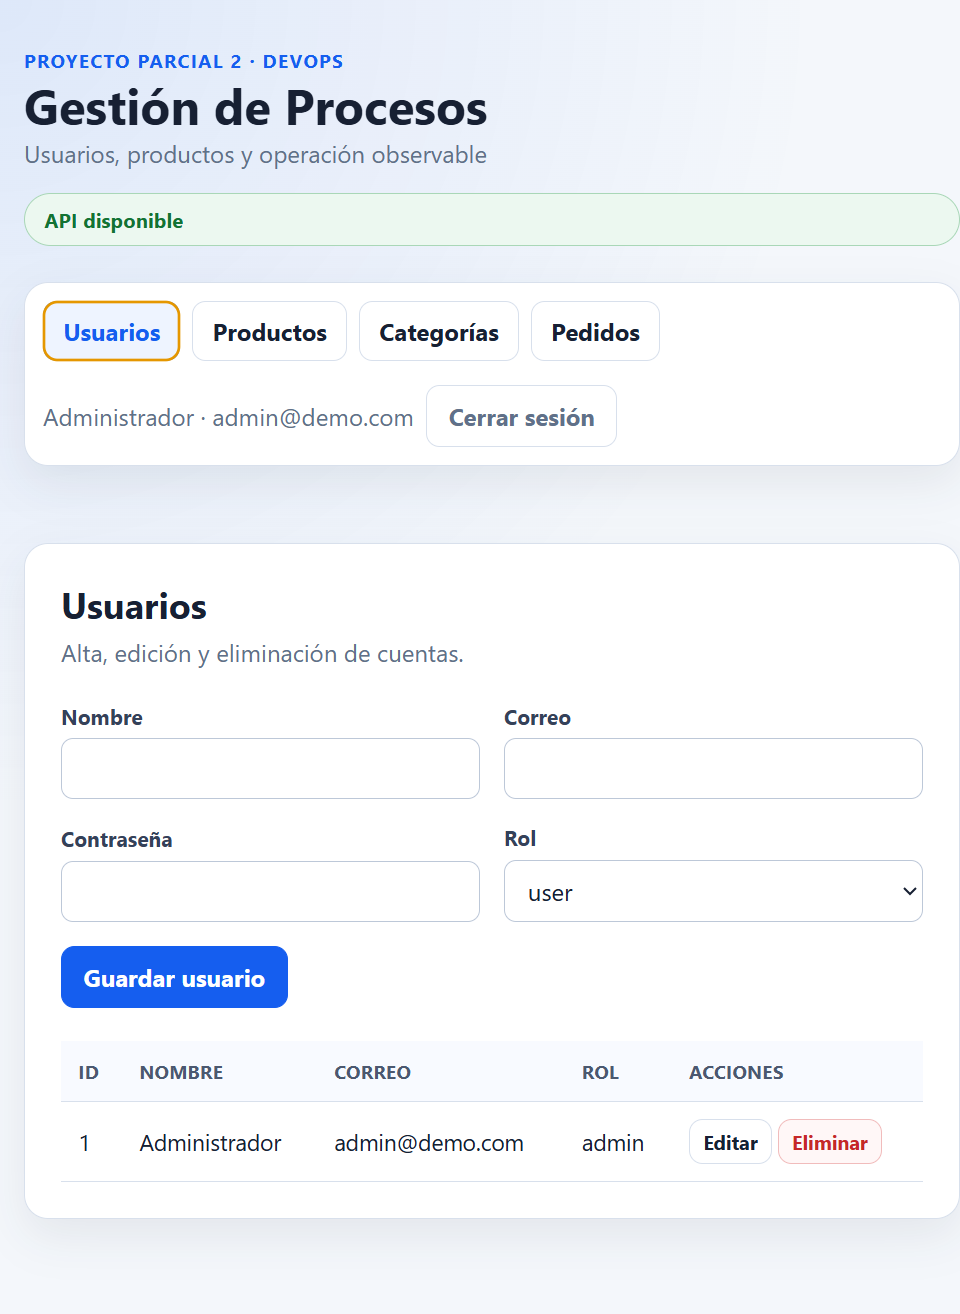 PROYECTO PARCIAL 2 · DEVOPS
Gestión de Procesos
Usuarios, productos y operación observable
API disponible
Usuarios Productos Categorías Pedidos
Administrador · admin@demo.com Cerrar sesión
Usuarios
Alta, edición y eliminación de cuentas.
Nombre Correo
Contraseña Rol
user
Guardar usuario
ID NOMBRE CORREO ROL ACCIONES
1 Administrador admin@demo.com admin Editar Eliminar